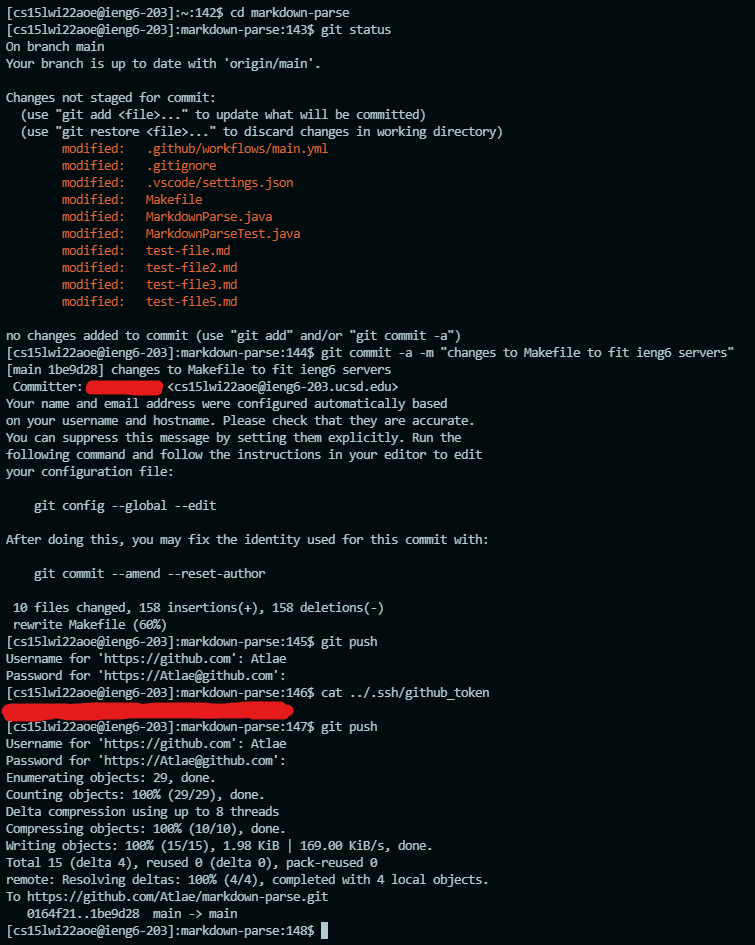 [cs15lwi22aoe@ieng6-203]:~:142$ cd markdown-parse
[cs15lwi22aoe@ieng6-203]:markdown-parse:143$ git status
On branch main
Your branch is up to date with 'origin/main'.
Changes not staged for commit:
  (use "git add <file>..." to update what will be committed)
  (use "git restore <file>..." to discard changes in working directory)
        modified:   .github/workflows/main.yml
        modified:   .gitignore
        modified:   .vscode/settings.json
        modified:   Makefile
        modified:   MarkdownParse.java
        modified:   MarkdownParseTest.java
        modified:   test-file.md
        modified:   test-file2.md
        modified:   test-file3.md
        modified:   test-file5.md
no changes added to commit (use "git add" and/or "git commit -a")
[cs15lwi22aoe@ieng6-203]:markdown-parse:144$ git commit -a -m "changes to Makefile to fit ieng6 servers"
[main 1be9d28] changes to Makefile to fit ieng6 servers
 Committer: <cs15lwi22aoe@ieng6-203.ucsd.edu>
Your name and email address were configured automatically based
on your username and hostname. Please check that they are accurate.
You can suppress this message by setting them explicitly. Run the
following command and follow the instructions in your editor to edit
your configuration file:
    git config --global --edit
After doing this, you may fix the identity used for this commit with:
    git commit --amend --reset-author
 10 files changed, 158 insertions(+), 158 deletions(-)
 rewrite Makefile (60%)
[cs15lwi22aoe@ieng6-203]:markdown-parse:145$ git push
Username for 'https://github.com': Atlae
Password for 'https://Atlae@github.com':
[cs15lwi22aoe@ieng6-203]:markdown-parse:146$ cat ../.ssh/github_token
[cs15lwi22aoe@ieng6-203]:markdown-parse:147$ git push
Username for 'https://github.com': Atlae
Password for 'https://Atlae@github.com':
Enumerating objects: 29, done.
Counting objects: 100% (29/29), done.
Delta compression using up to 8 threads
Compressing objects: 100% (10/10), done.
Writing objects: 100% (15/15), 1.98 KiB | 169.00 KiB/s, done.
Total 15 (delta 4), reused 0 (delta 0), pack-reused 0
remote: Resolving deltas: 100% (4/4), completed with 4 local objects.
To https://github.com/Atlae/markdown-parse.git
   0164f21..1be9d28  main -> main
[cs15lwi22aoe@ieng6-203]:markdown-parse:148$